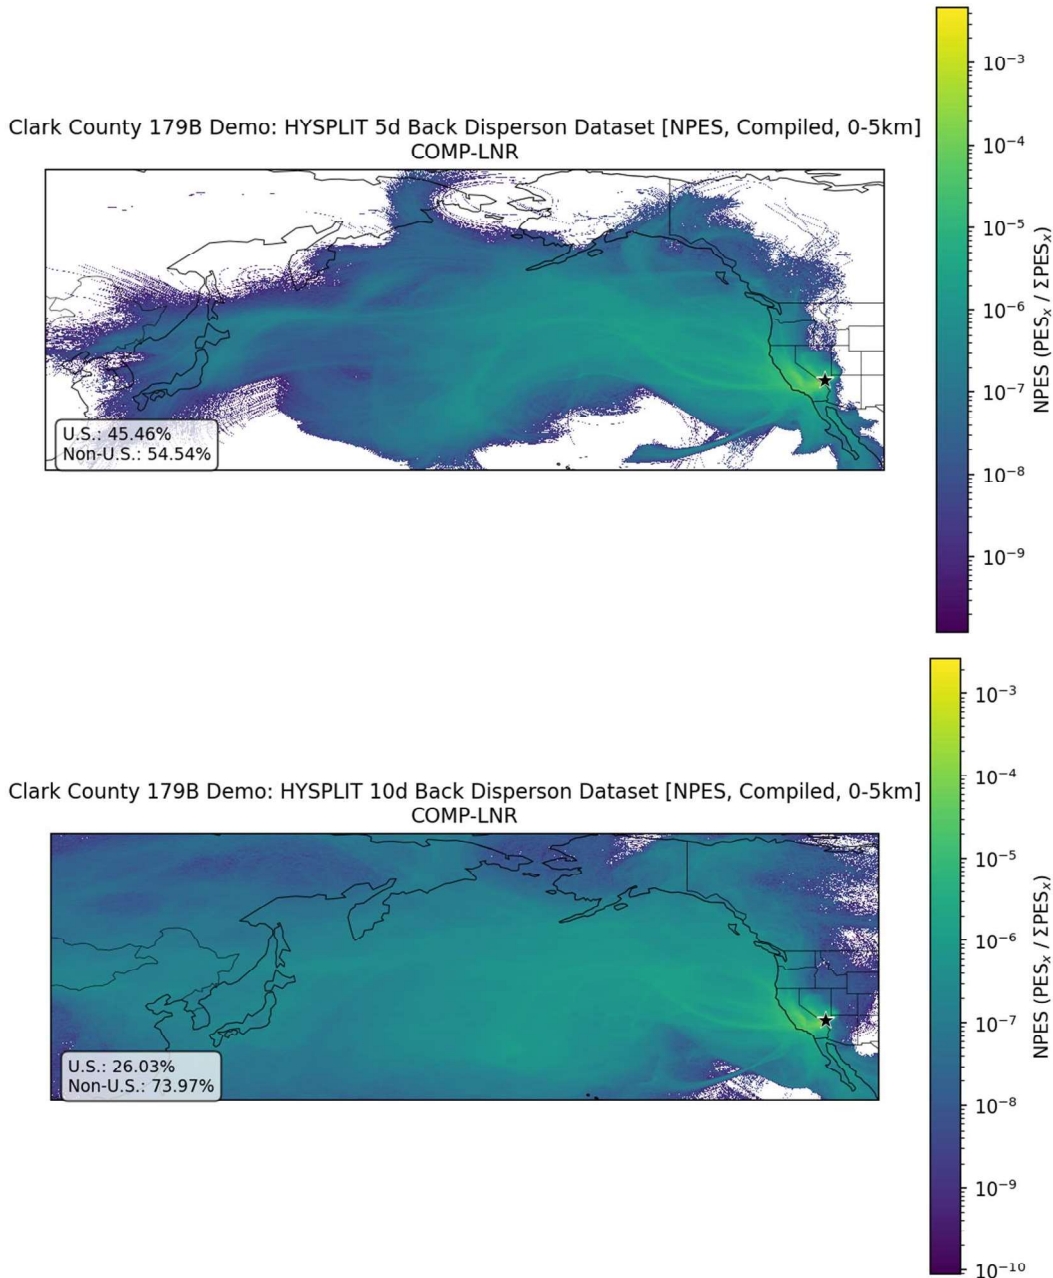 Clark County 179B Demo: HYSPLIT 5d Back Disperson Dataset [NPES, Compiled, 0-5km]
COMP-LNR
U.S.: 45.46%
Non-U.S.: 54.54%
10⁻³
10⁻⁴
10⁻⁵
10⁻⁶
10⁻⁷
10⁻⁸
10⁻⁹
NPES (PESₓ / ΣPESₓ)
Clark County 179B Demo: HYSPLIT 10d Back Disperson Dataset [NPES, Compiled, 0-5km]
COMP-LNR
U.S.: 26.03%
Non-U.S.: 73.97%
10⁻³
10⁻⁴
10⁻⁵
10⁻⁶
10⁻⁷
10⁻⁸
10⁻⁹
10⁻¹⁰
NPES (PESₓ / ΣPESₓ)